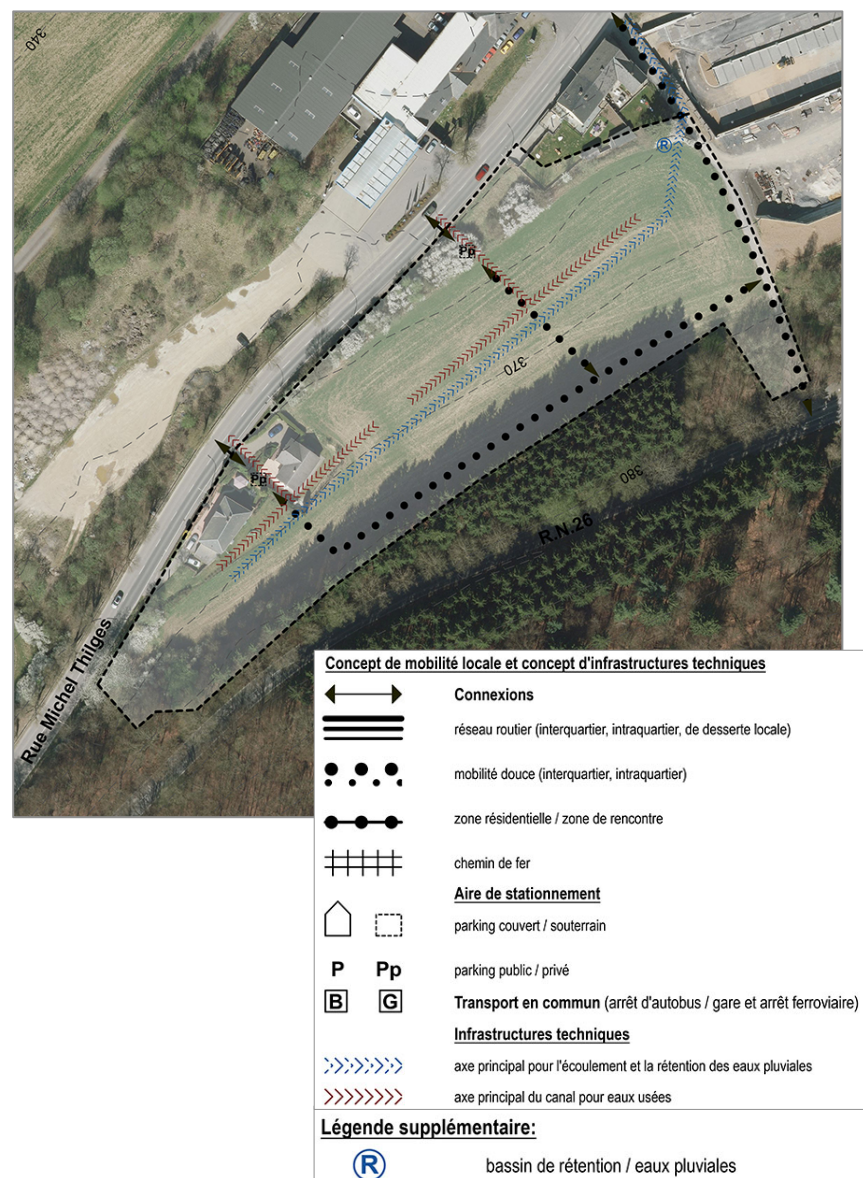 340
R
Pp
370
Pp
380
R.N.26
Rue Michel Thilges
Concept de mobilité locale et concept d'infrastructures techniques
Connexions
réseau routier (interquartier, intraquartier, de desserte locale)
mobilité douce (interquartier, intraquartier)
zone résidentielle / zone de rencontre
chemin de fer
Aire de stationnement
parking couvert / souterrain
P Pp parking public / privé
B G Transport en commun (arrêt d'autobus / gare et arrêt ferroviaire)
Infrastructures techniques
axe principal pour l'écoulement et la rétention des eaux pluviales
axe principal du canal pour eaux usées
Légende supplémentaire:
R bassin de rétention / eaux pluviales